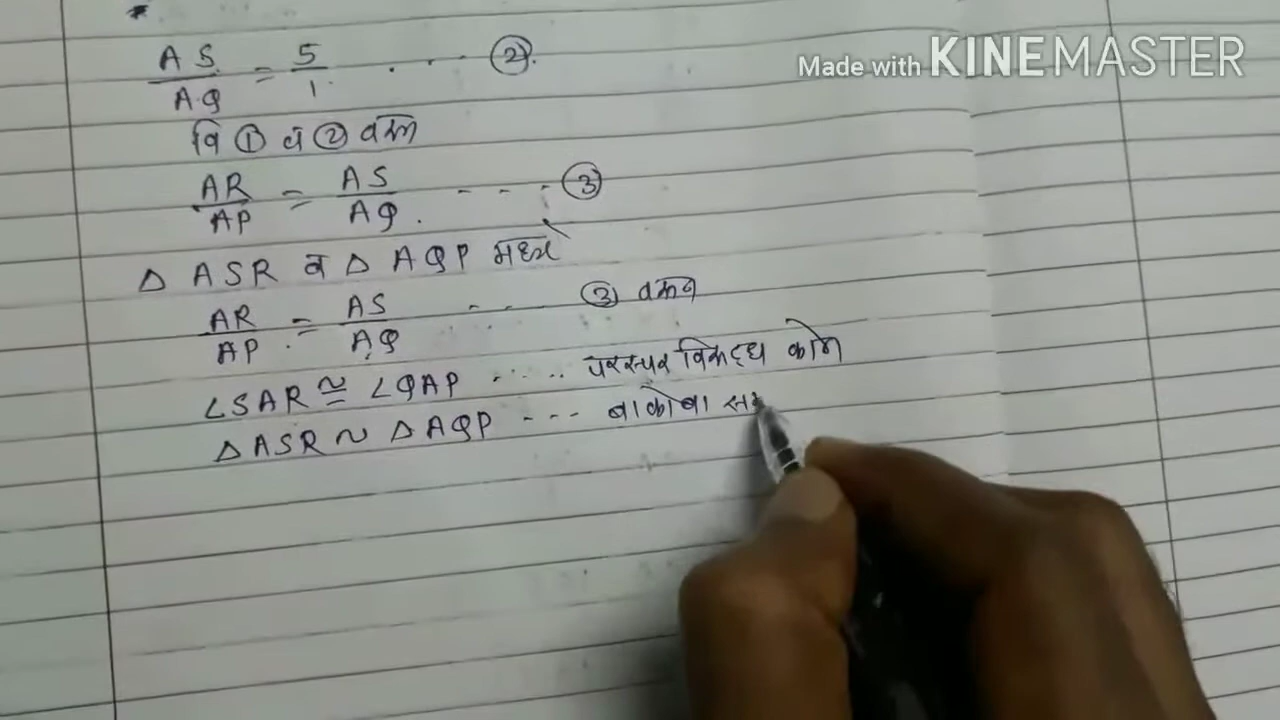 Made with KINEMASTER
AS/AQ = 5/1 . . . - ②.
वि ① व ② वरून
AR/AP = AS/AQ . - - - ③
△ ASR व △ AQP मध्ये
AR/AP = AS/AQ - - - ③ वरून
∠SAR ≅ ∠QAP ..... परस्पर विरुद्ध कोन
△ASR ~ △AQP --- बाकोबा सम